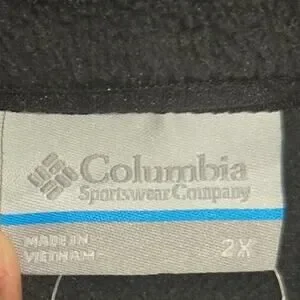 Columbia
Sportswear Company
MADE IN
VIETNAM
2X